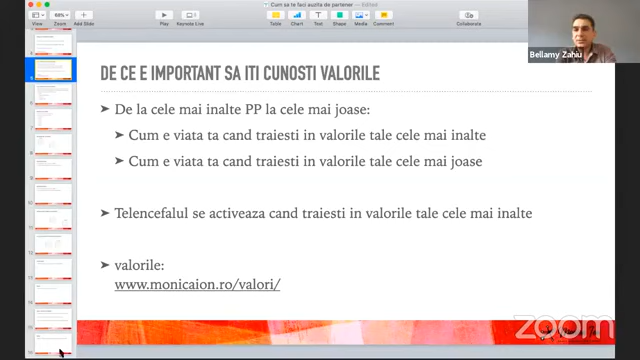 Cum sa te faci auzita de partener — Edited
68%
View Zoom Add Slide
Play Keynote Live
Table Chart Text Shape Media Comment
Collaborate
Bellamy Zahiu
DE CE E IMPORTANT SA ITI CUNOSTI VALORILE
➤ De la cele mai inalte PP la cele mai joase:
➤ Cum e viata ta cand traiesti in valorile tale cele mai inalte
➤ Cum e viata ta cand traiesti in valorile tale cele mai joase
➤ Telencefalul se activeaza cand traiesti in valorile tale cele mai inalte
➤ valorile:
www.monicaion.ro/valori/
zoom